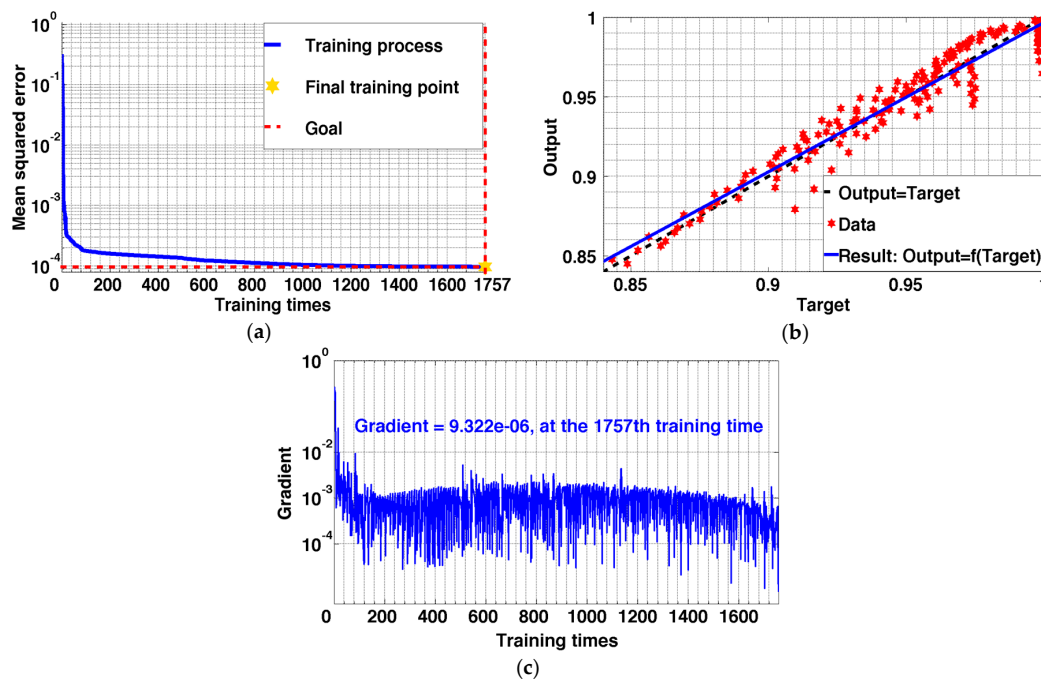 10^0
10^-1
10^-2
10^-3
10^-4
Mean squared error
Training process
Final training point
Goal
0 200 400 600 800 1000 1200 1400 1600 1757
Training times
(a)
1
0.95
0.9
0.85
Output
Output=Target
Data
Result: Output=f(Target)
0.85 0.9 0.95
Target
(b)
10^0
10^-2
10^-3
10^-4
Gradient
Gradient = 9.322e-06, at the 1757th training time
0 200 400 600 800 1000 1200 1400 1600
Training times
(c)